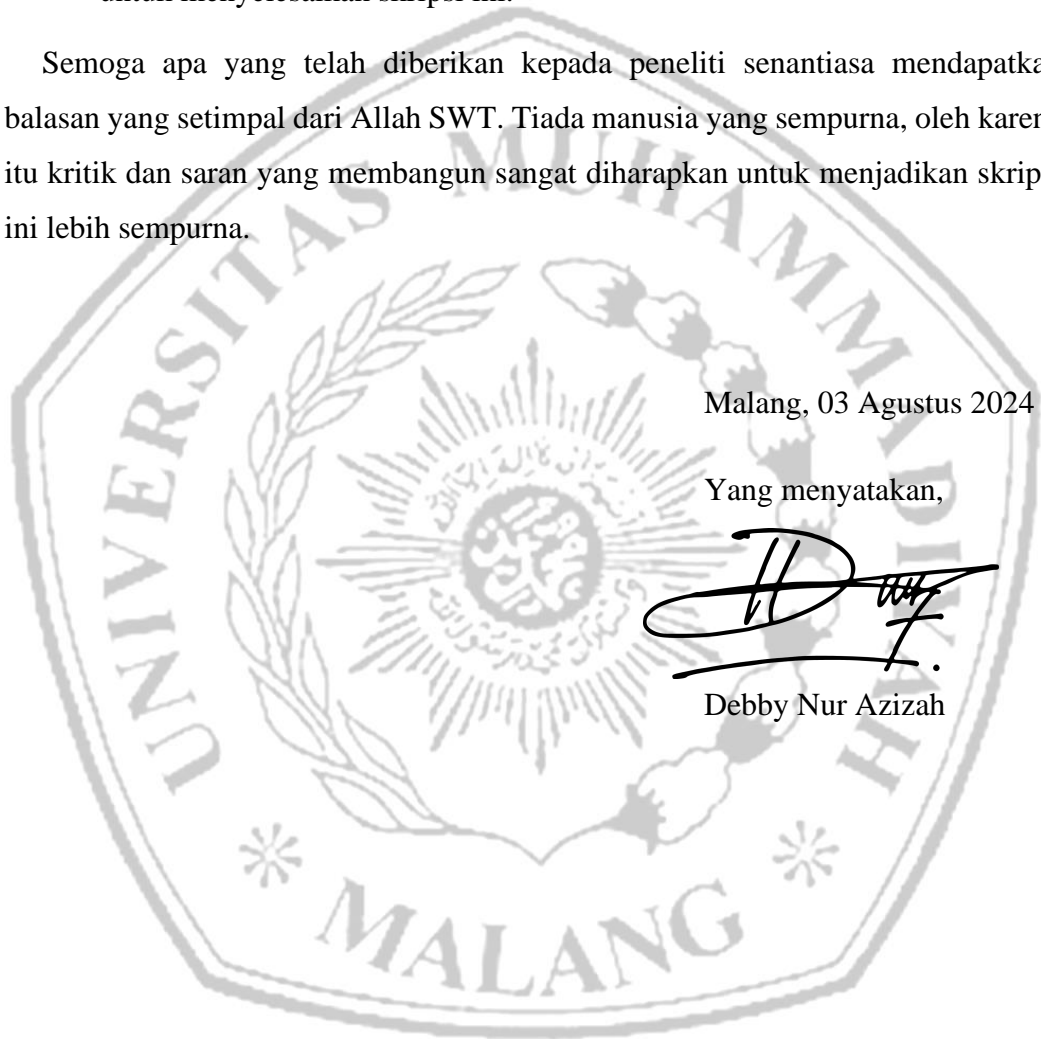 untuk menyelesaikan skripsi ini.
Semoga apa yang telah diberikan kepada peneliti senantiasa mendapatka
balasan yang setimpal dari Allah SWT. Tiada manusia yang sempurna, oleh karen
itu kritik dan saran yang membangun sangat diharapkan untuk menjadikan skrip
ini lebih sempurna.
UNIVERSITAS MUHAMMADIYAH
Malang, 03 Agustus 2024
Yang menyatakan,
Debby Nur Azizah
MALANG